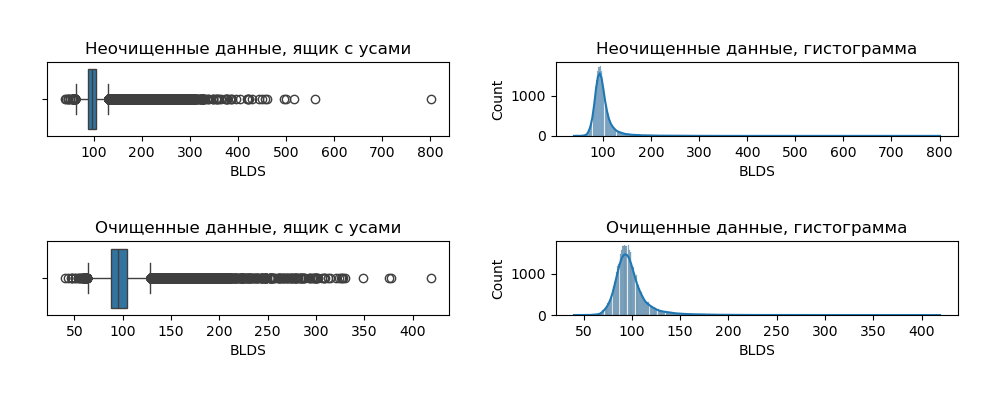 Неочищенные данные, ящик с усами
100 200 300 400 500 600 700 800
BLDS
Неочищенные данные, гистограмма
Count
1000
0
100 200 300 400 500 600 700 800
BLDS
Очищенные данные, ящик с усами
50 100 150 200 250 300 350 400
BLDS
Очищенные данные, гистограмма
Count
1000
0
50 100 150 200 250 300 350 400
BLDS